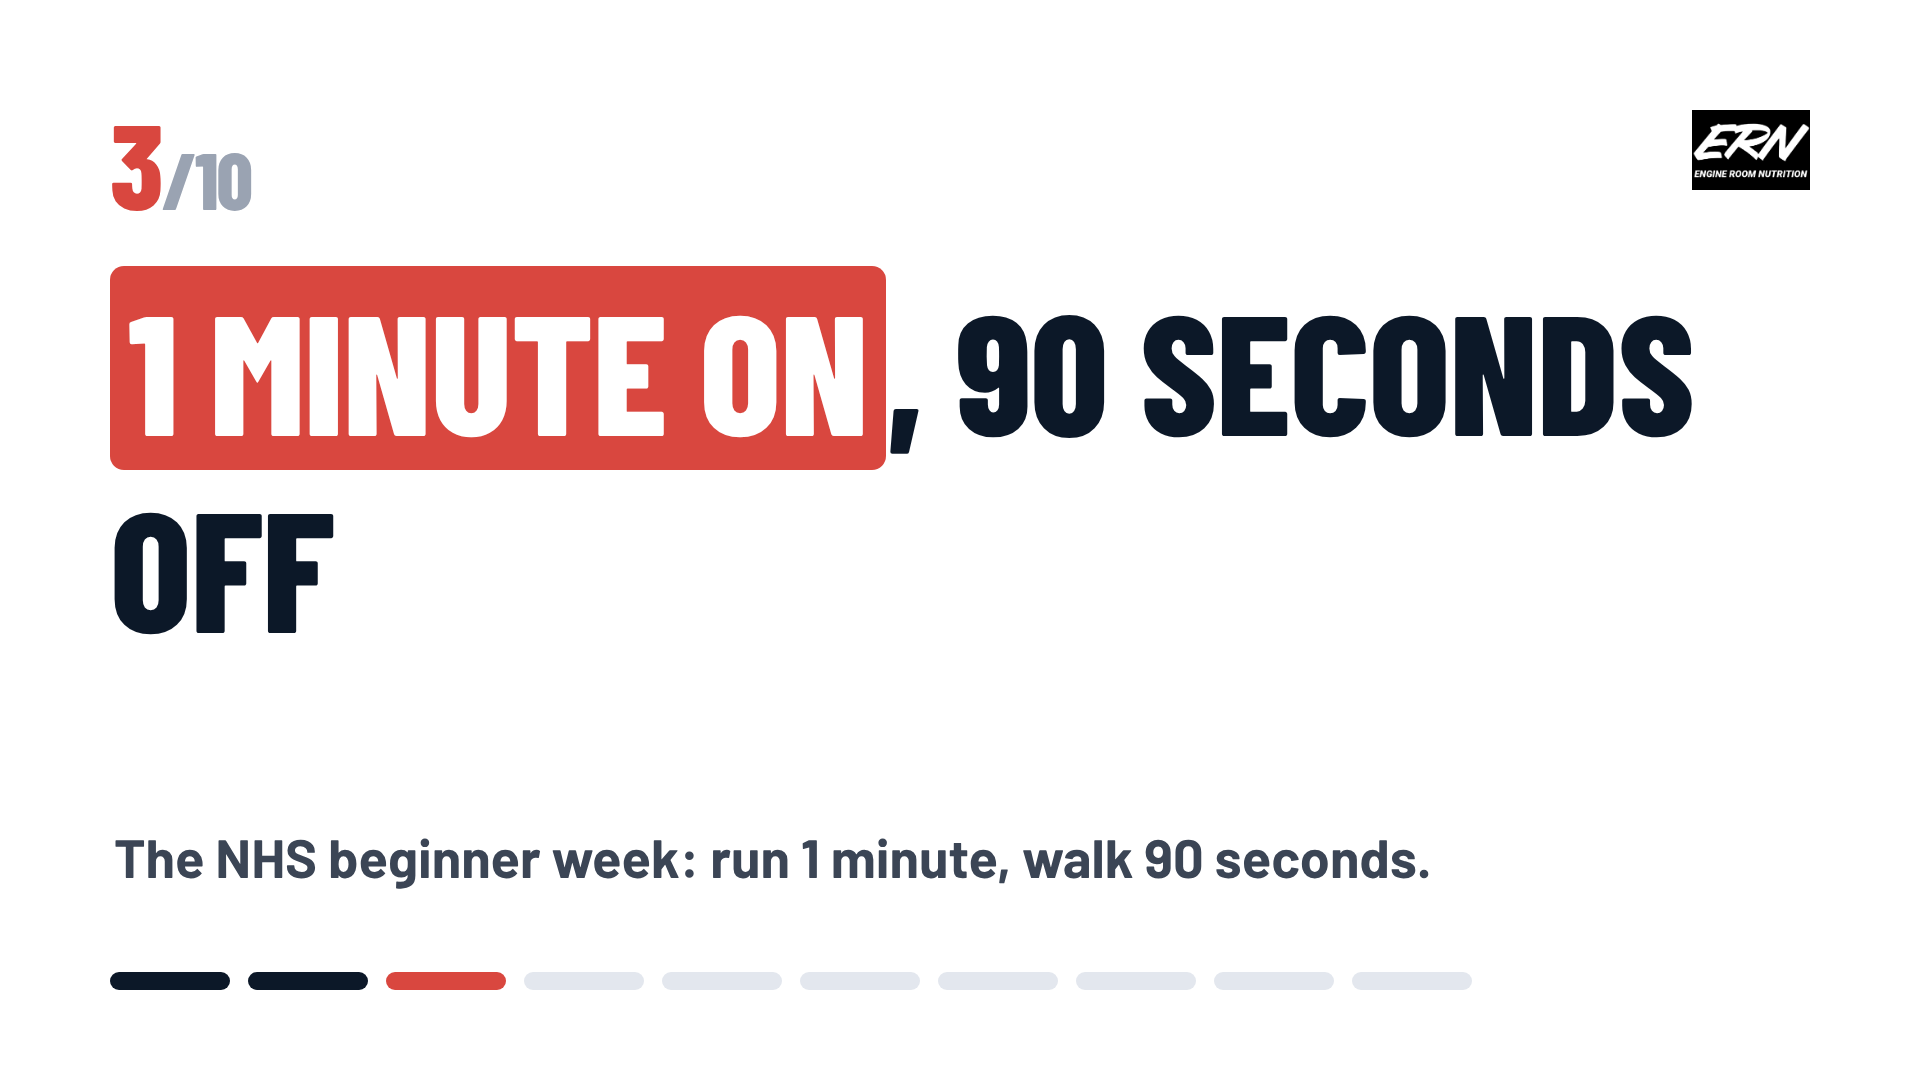 3/10
ERN
ENGINE ROOM NUTRITION
1 MINUTE ON, 90 SECONDS
OFF
The NHS beginner week: run 1 minute, walk 90 seconds.